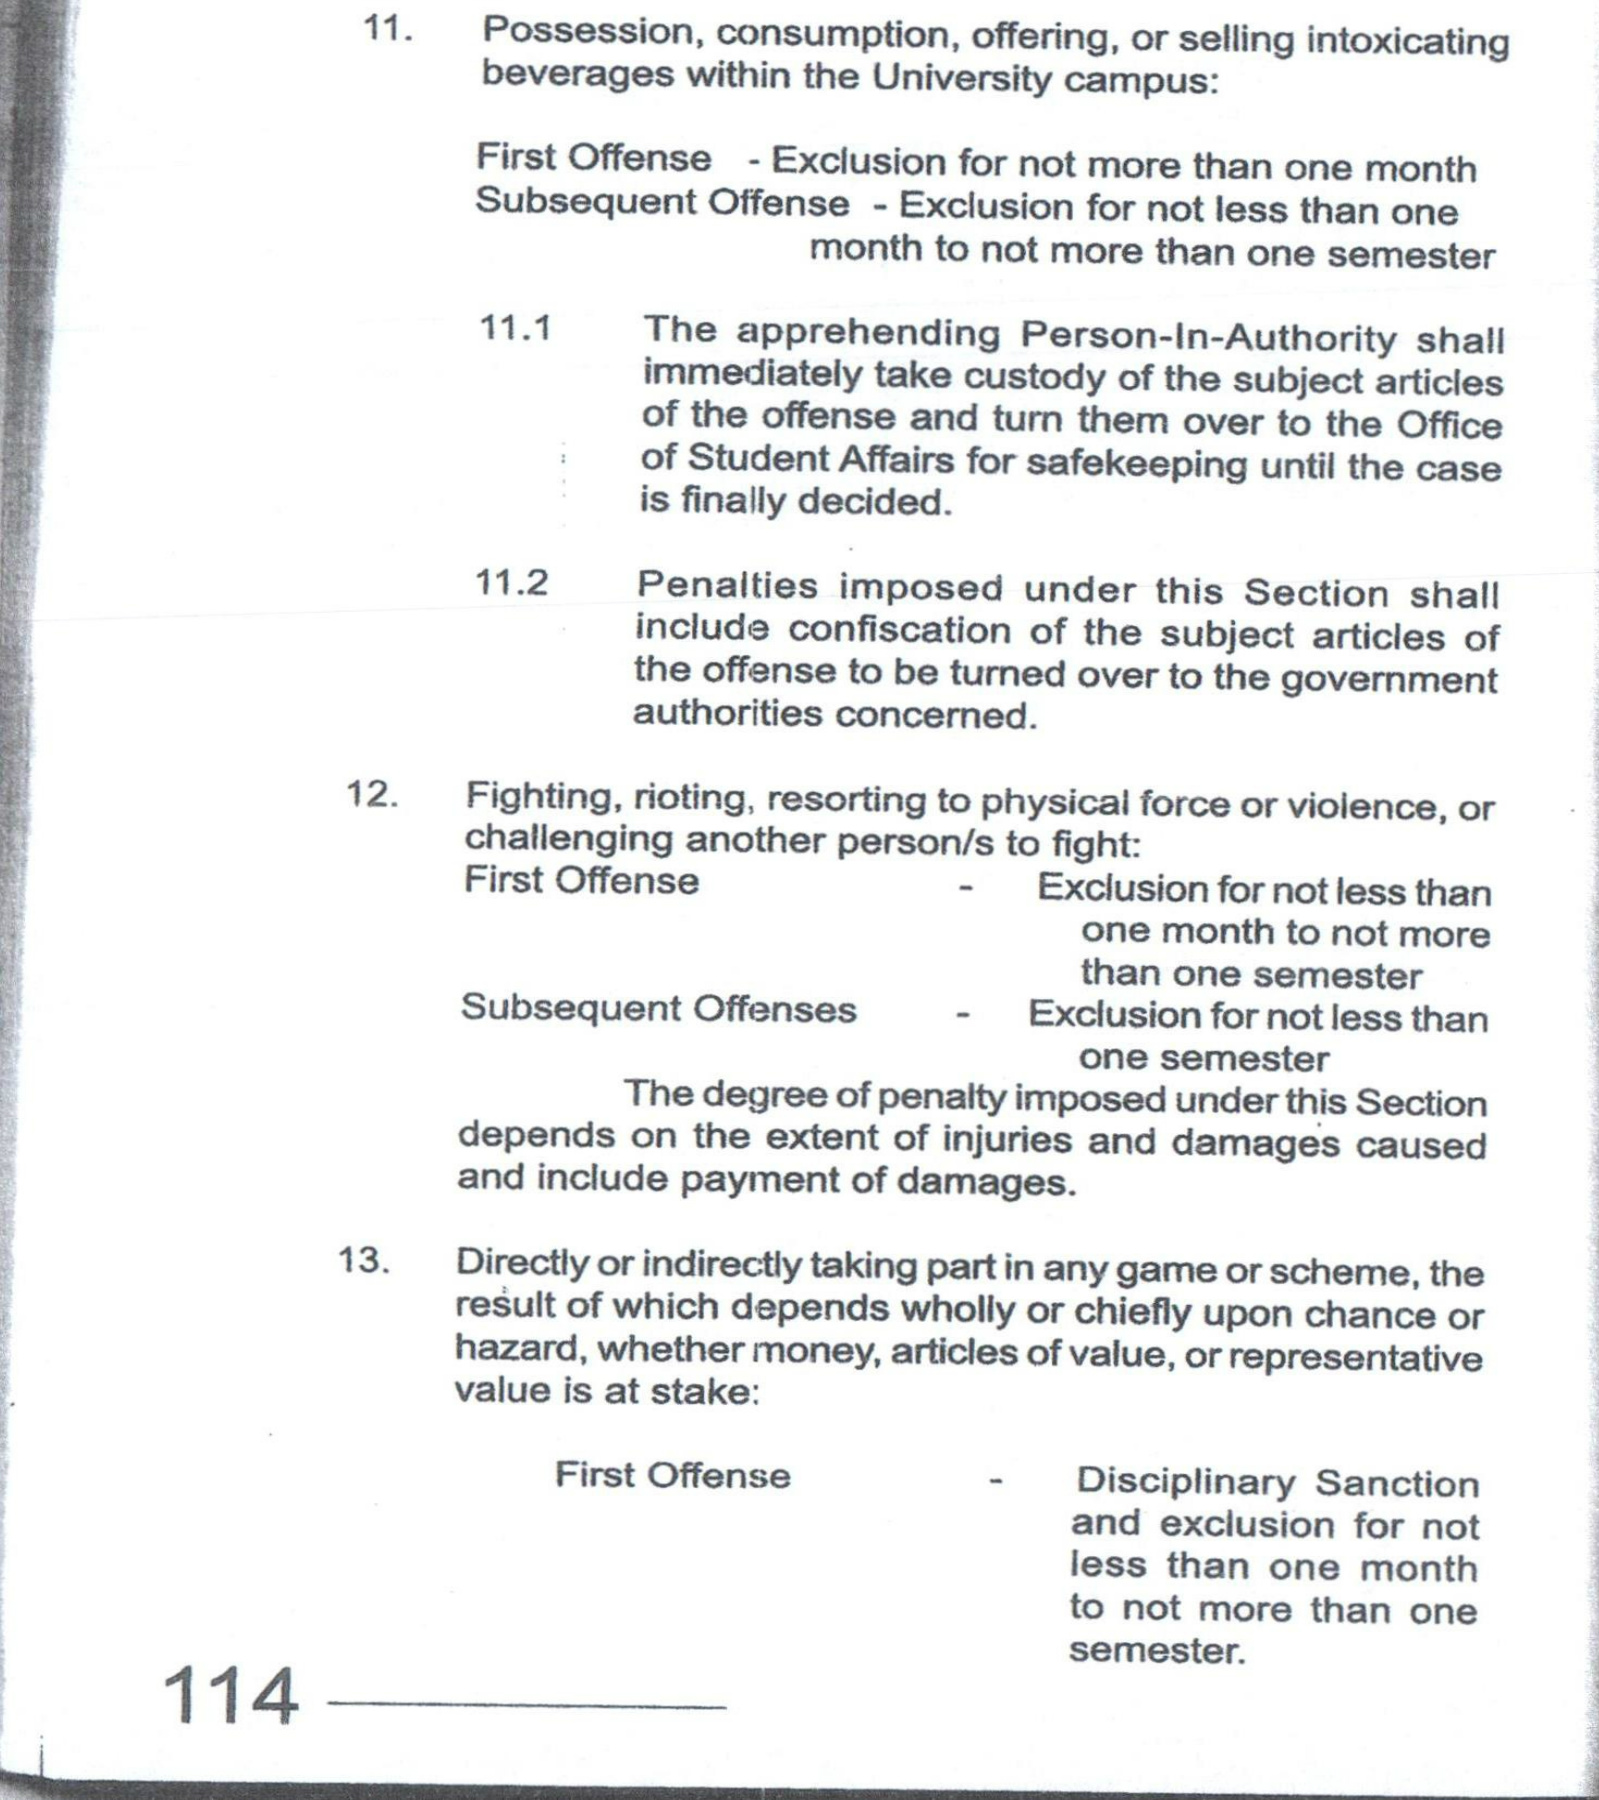 11. Possession, consumption, offering, or selling intoxicating
beverages within the University campus:
First Offense - Exclusion for not more than one month
Subsequent Offense - Exclusion for not less than one
month to not more than one semester
11.1 The apprehending Person-In-Authority shall
immediately take custody of the subject articles
of the offense and turn them over to the Office
of Student Affairs for safekeeping until the case
is finally decided.
11.2 Penalties imposed under this Section shall
include confiscation of the subject articles of
the offense to be turned over to the government
authorities concerned.
12. Fighting, rioting, resorting to physical force or violence, or
challenging another person/s to fight:
First Offense - Exclusion for not less than
one month to not more
than one semester
Subsequent Offenses - Exclusion for not less than
one semester
The degree of penalty imposed under this Section
depends on the extent of injuries and damages caused
and include payment of damages.
13. Directly or indirectly taking part in any game or scheme, the
result of which depends wholly or chiefly upon chance or
hazard, whether money, articles of value, or representative
value is at stake:
First Offense - Disciplinary Sanction
and exclusion for not
less than one month
to not more than one
semester.
114